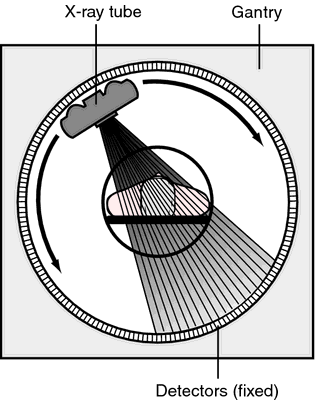 X-ray tube
Gantry
Detectors (fixed)